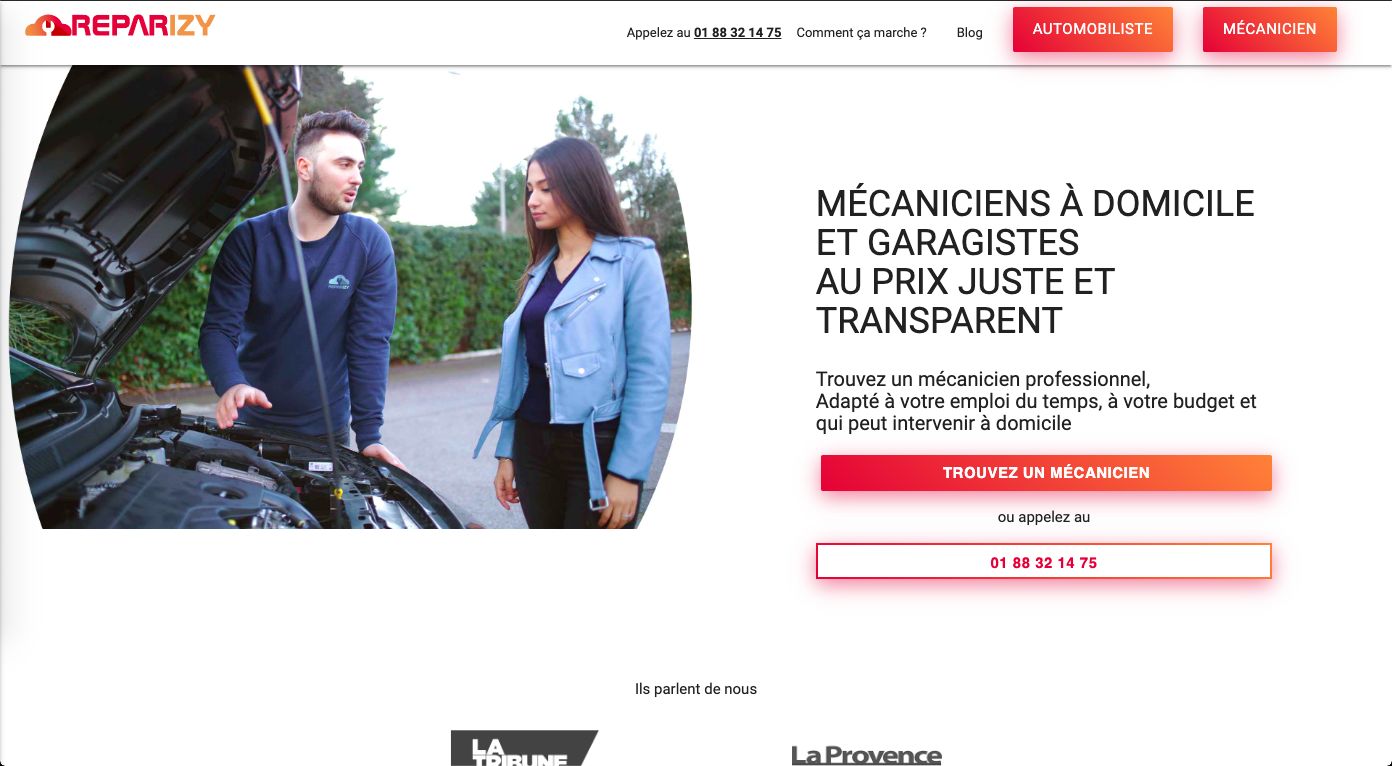 REPARIZY
Appelez au 01 88 32 14 75
Comment ça marche ?
Blog
AUTOMOBILISTE
MÉCANICIEN
REPARIZY
MÉCANICIENS À DOMICILE
ET GARAGISTES
AU PRIX JUSTE ET
TRANSPARENT
Trouvez un mécanicien professionnel,
Adapté à votre emploi du temps, à votre budget et
qui peut intervenir à domicile
TROUVEZ UN MÉCANICIEN
ou appelez au
01 88 32 14 75
Ils parlent de nous
LA
TRIBUNE
La Provence